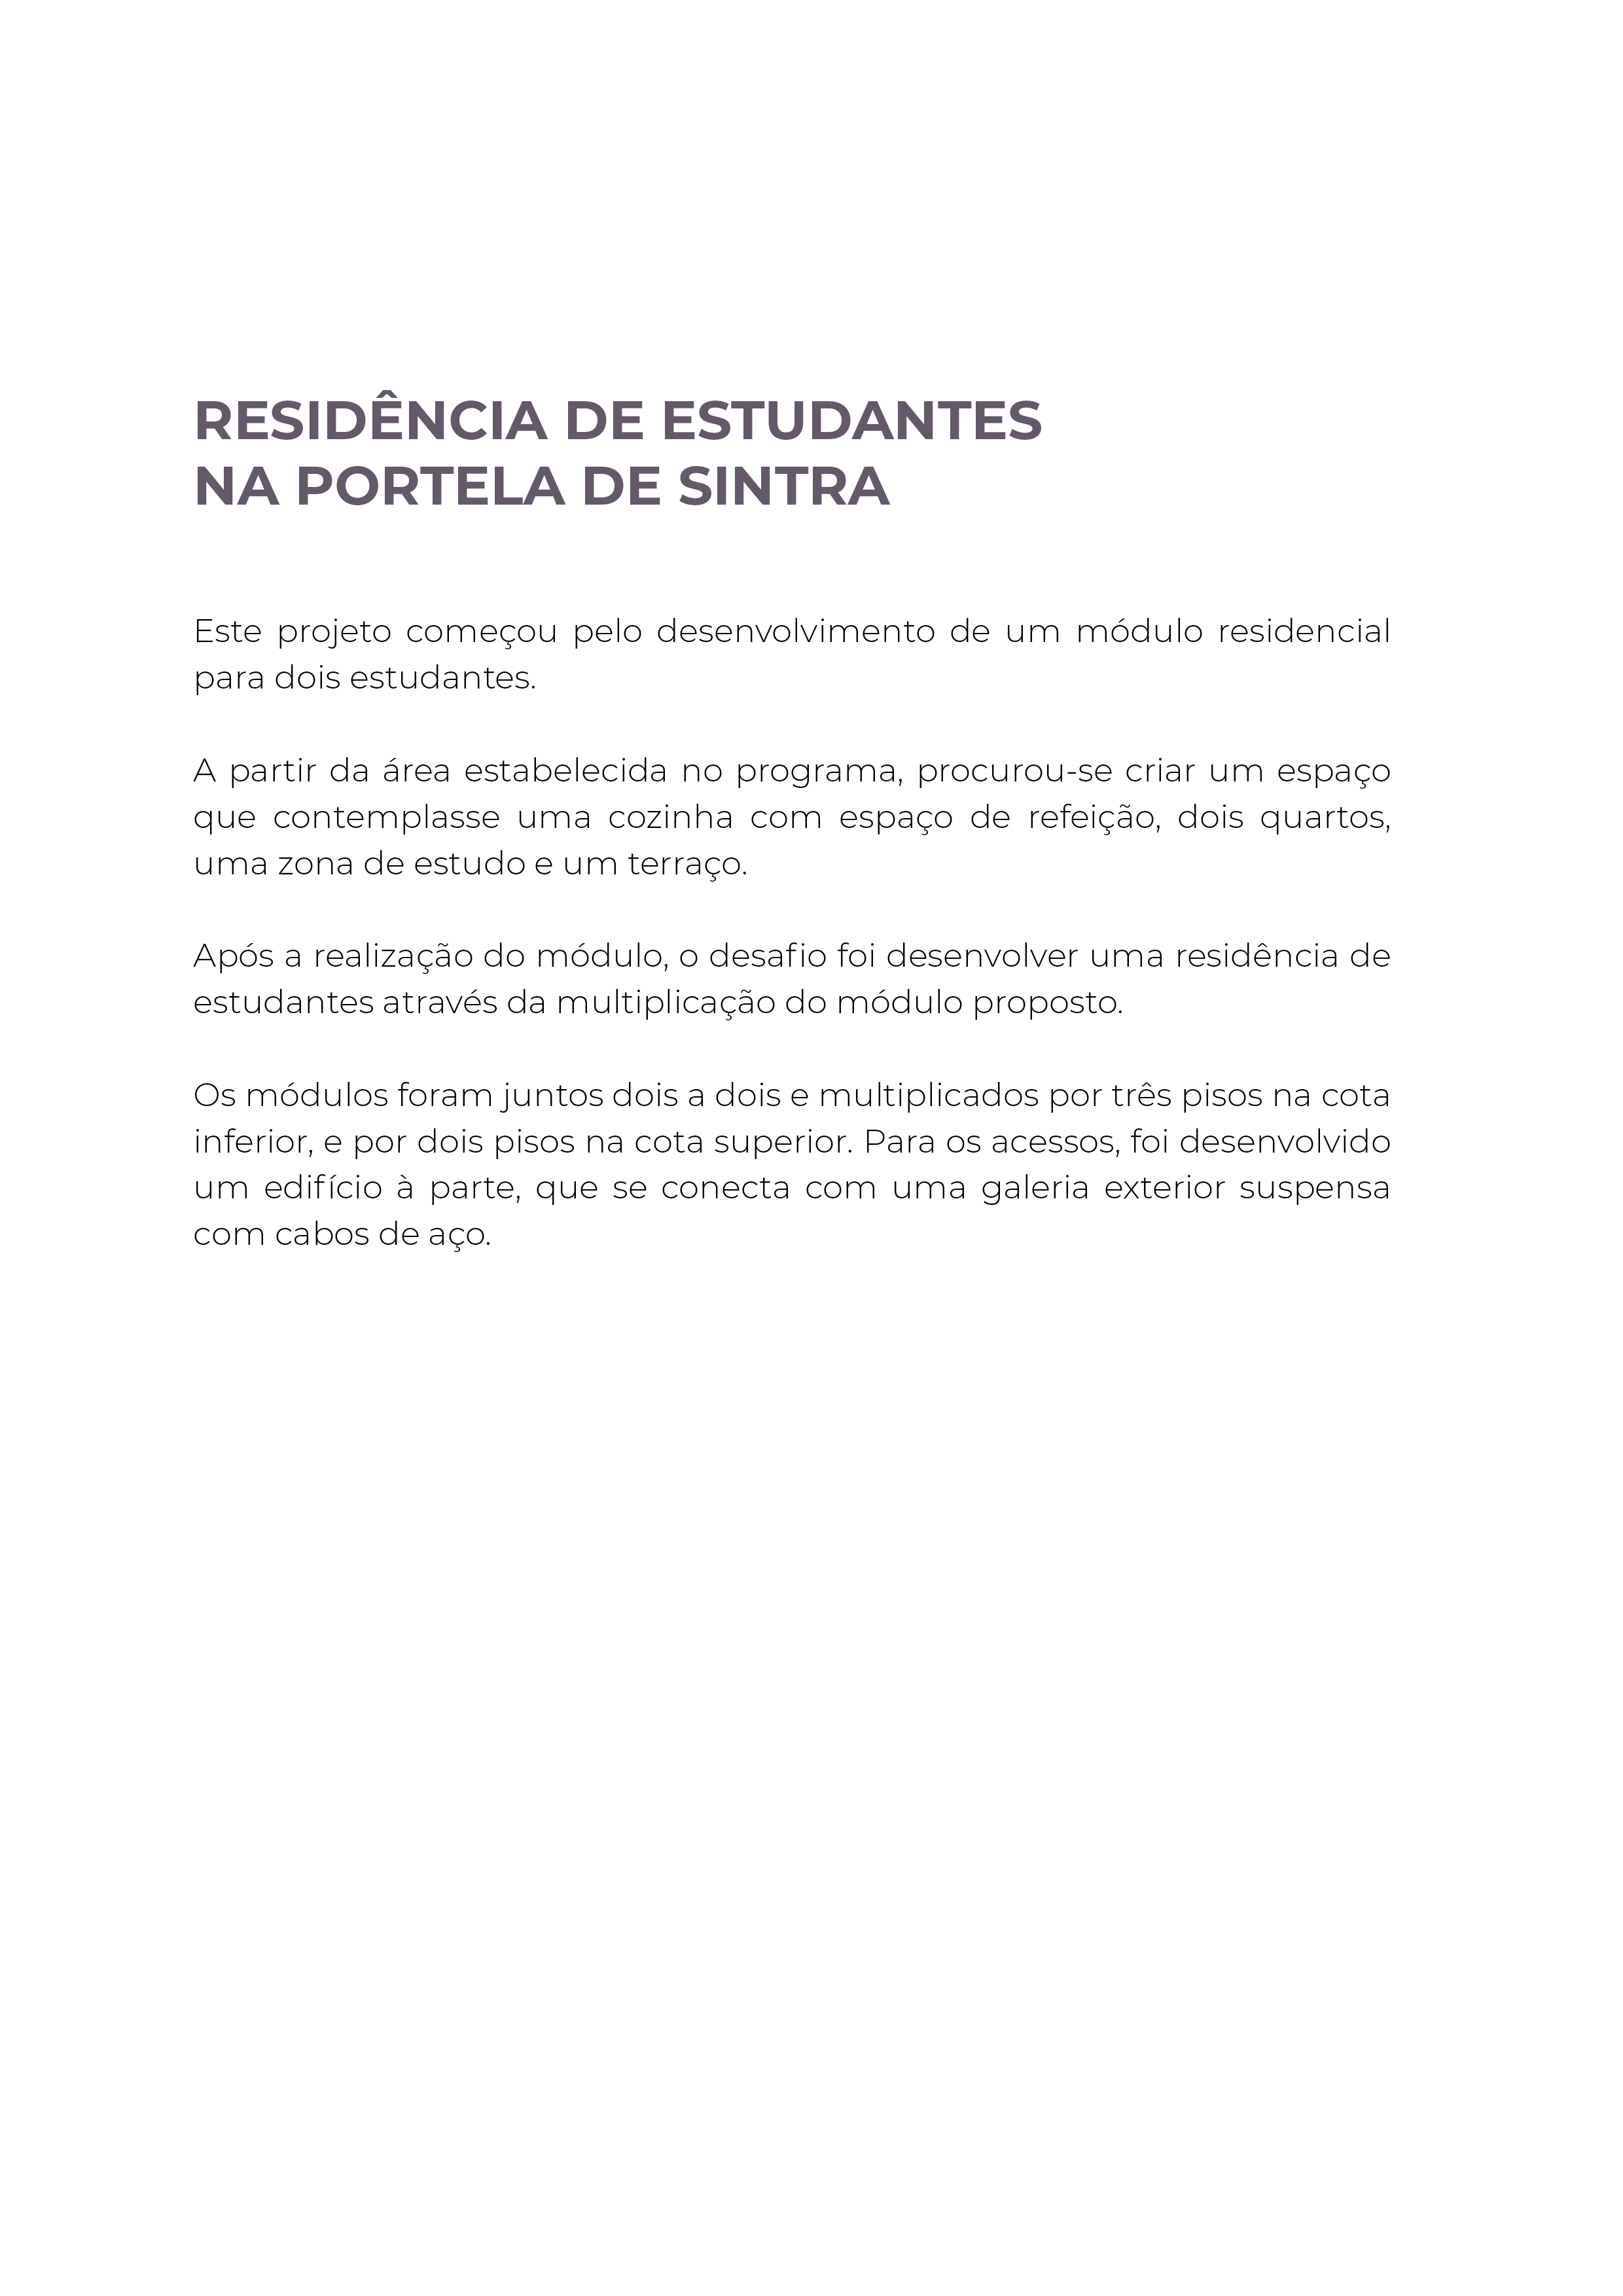 RESIDÊNCIA DE ESTUDANTES
NA PORTELA DE SINTRA
Este projeto começou pelo desenvolvimento de um módulo residencial
para dois estudantes.
A partir da área estabelecida no programa, procurou-se criar um espaço
que contemplasse uma cozinha com espaço de refeição, dois quartos,
uma zona de estudo e um terraço.
Após a realização do módulo, o desafio foi desenvolver uma residência de
estudantes através da multiplicação do módulo proposto.
Os módulos foram juntos dois a dois e multiplicados por três pisos na cota
inferior, e por dois pisos na cota superior. Para os acessos, foi desenvolvido
um edifício à parte, que se conecta com uma galeria exterior suspensa
com cabos de aço.